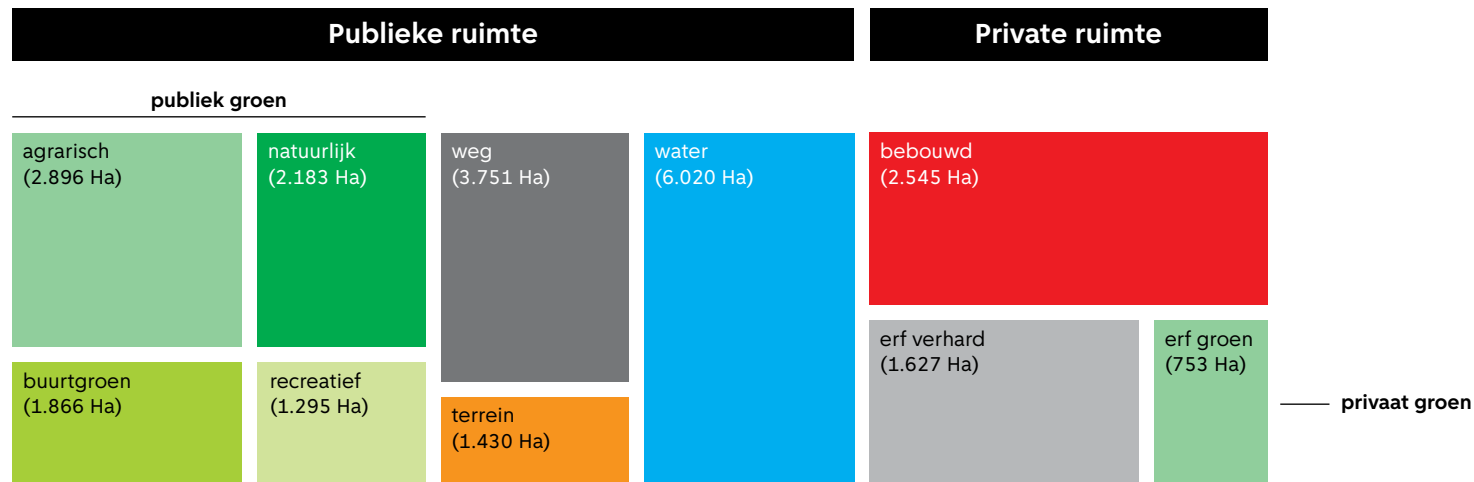 Publieke ruimte
Private ruimte
publiek groen
agrarisch
(2.896 Ha)
natuurlijk
(2.183 Ha)
weg
(3.751 Ha)
water
(6.020 Ha)
bebouwd
(2.545 Ha)
buurtgroen
(1.866 Ha)
recreatief
(1.295 Ha)
terrein
(1.430 Ha)
erf verhard
(1.627 Ha)
erf groen
(753 Ha)
privaat groen